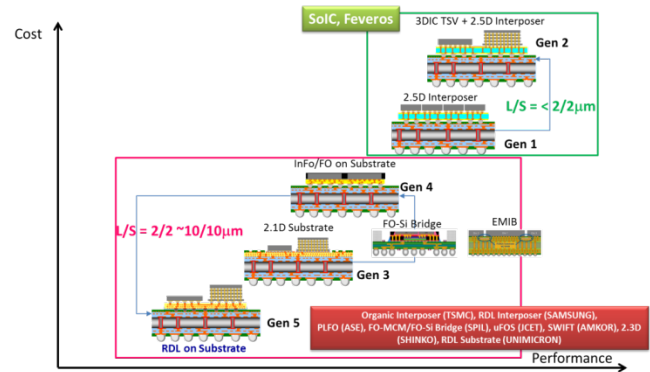 SoIC, Feveros
Cost
3DIC TSV + 2.5D Interposer
Gen 2
2.5D Interposer
L/S = < 2/2μm
Gen 1
InFo/FO on Substrate
Gen 4
L/S = 2/2 ~10/10μm
2.1D Substrate
FO-Si Bridge
EMIB
Gen 3
Gen 5
RDL on Substrate
Organic Interposer (TSMC), RDL Interposer (SAMSUNG),
PLFO (ASE), FO-MCM/FO-Si Bridge (SPIL), uFOS (JCET), SWIFT (AMKOR), 2.3D
(SHINKO), RDL Substrate (UNIMICRON)
Performance